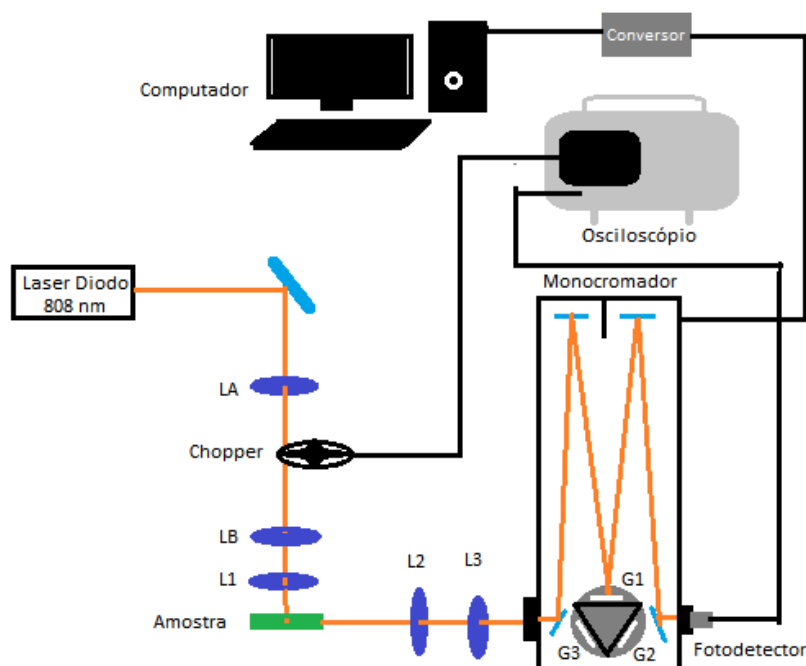 Conversor
Computador
Osciloscópio
Laser Diodo
808 nm
Monocromador
LA
Chopper
LB
L1
L2
L3
G1
Amostra
G3
G2
Fotodetector